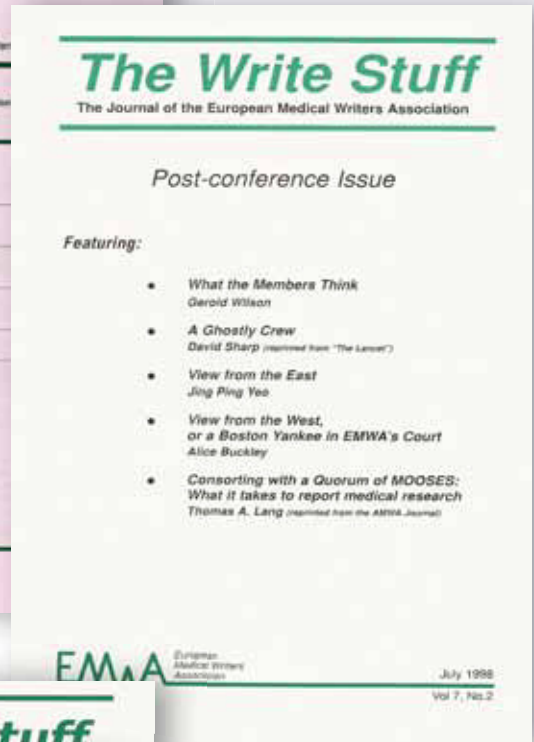 The Write Stuff
The Journal of the European Medical Writers Association
Post-conference Issue
Featuring:
• What the Members Think
Gerold Wilson
• A Ghostly Crew
David Sharp (reprinted from "The Lancet")
• View from the East
Jing Ping Yeo
• View from the West,
or a Boston Yankee in EMWA's Court
Alice Buckley
• Consorting with a Quorum of MOOSES:
What it takes to report medical research
Thomas A. Lang (reprinted from the AMWA Journal)
EMWA
European
Medical Writers
Association
July 1998
Vol 7, No.2
tuff